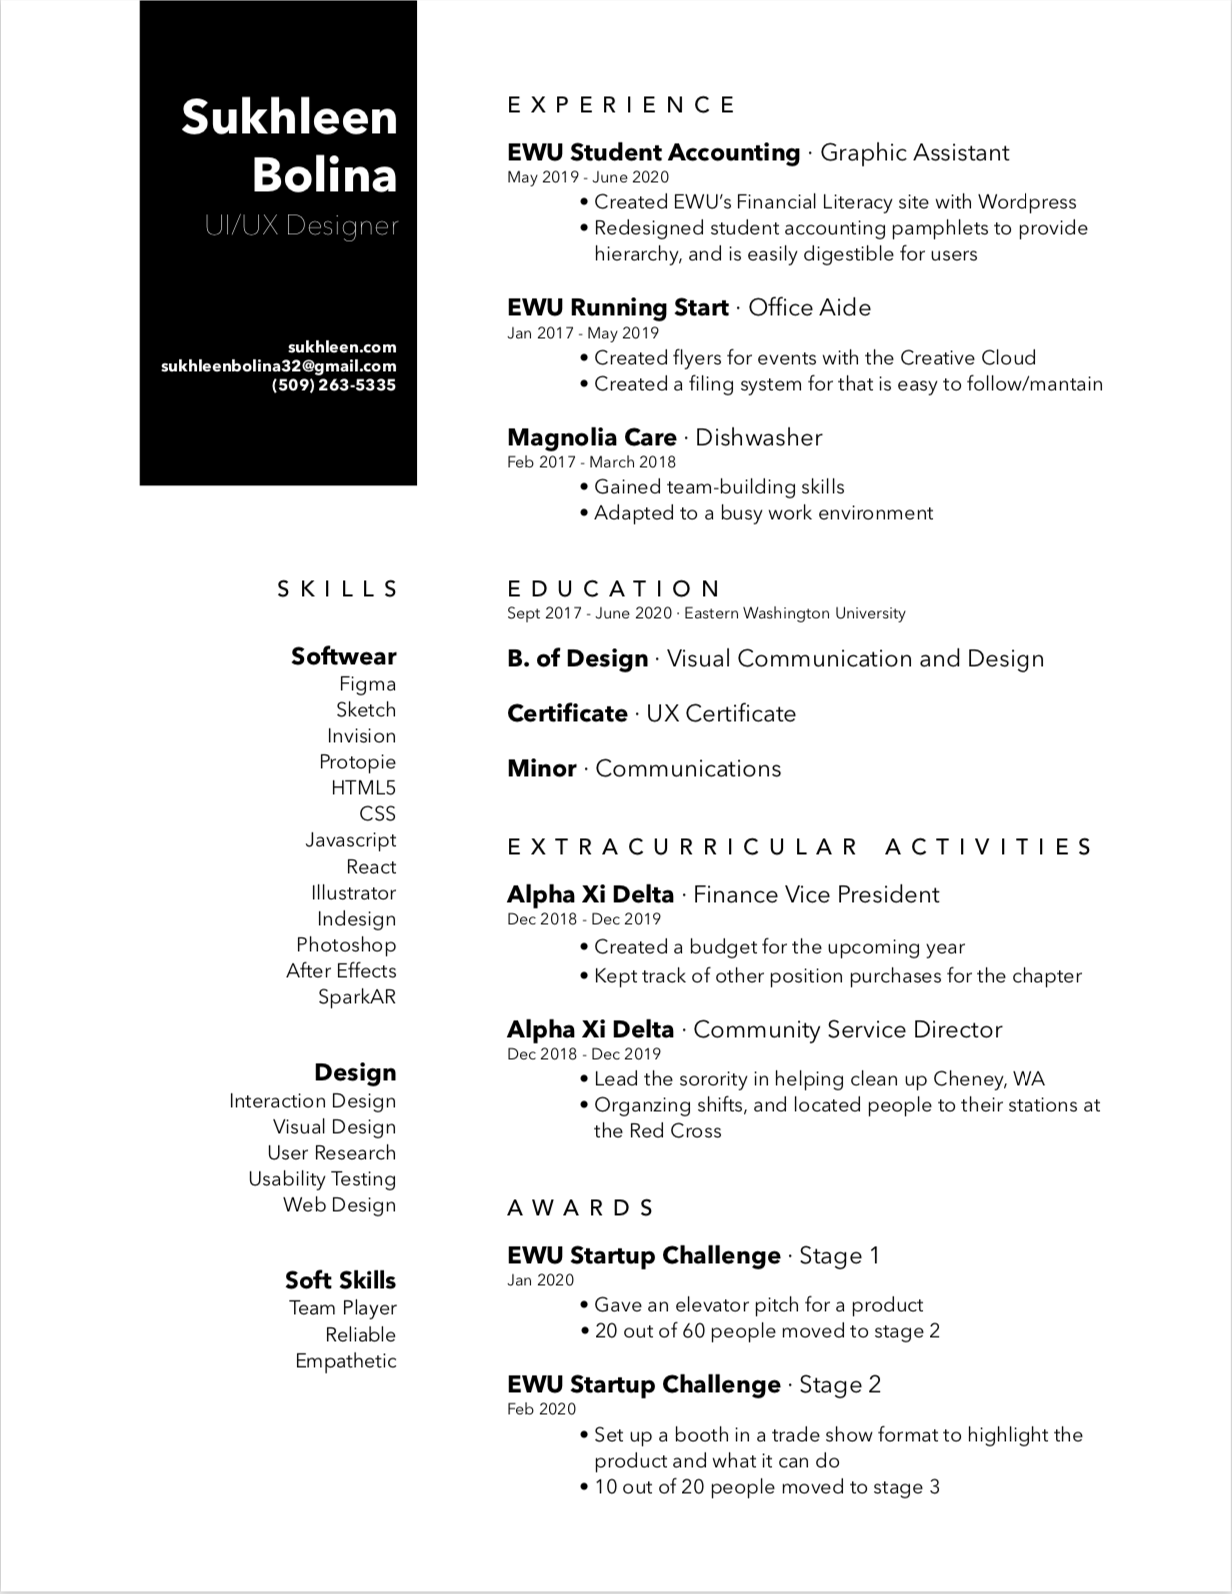 Sukhleen
Bolina
UI/UX Designer
sukhleen.com
sukhleenbolina32@gmail.com
(509) 263-5335
SKILLS
Softwear
Figma
Sketch
Invision
Protopie
HTML5
CSS
Javascript
React
Illustrator
Indesign
Photoshop
After Effects
SparkAR
Design
Interaction Design
Visual Design
User Research
Usability Testing
Web Design
Soft Skills
Team Player
Reliable
Empathetic
EXPERIENCE
EWU Student Accounting · Graphic Assistant
May 2019 - June 2020
• Created EWU’s Financial Literacy site with Wordpress
• Redesigned student accounting pamphlets to provide
hierarchy, and is easily digestible for users
EWU Running Start · Office Aide
Jan 2017 - May 2019
• Created flyers for events with the Creative Cloud
• Created a filing system for that is easy to follow/mantain
Magnolia Care · Dishwasher
Feb 2017 - March 2018
• Gained team-building skills
• Adapted to a busy work environment
EDUCATION
Sept 2017 - June 2020 · Eastern Washington University
B. of Design · Visual Communication and Design
Certificate · UX Certificate
Minor · Communications
EXTRACURRICULAR ACTIVITIES
Alpha Xi Delta · Finance Vice President
Dec 2018 - Dec 2019
• Created a budget for the upcoming year
• Kept track of other position purchases for the chapter
Alpha Xi Delta · Community Service Director
Dec 2018 - Dec 2019
• Lead the sorority in helping clean up Cheney, WA
• Organzing shifts, and located people to their stations at
the Red Cross
AWARDS
EWU Startup Challenge · Stage 1
Jan 2020
• Gave an elevator pitch for a product
• 20 out of 60 people moved to stage 2
EWU Startup Challenge · Stage 2
Feb 2020
• Set up a booth in a trade show format to highlight the
product and what it can do
• 10 out of 20 people moved to stage 3